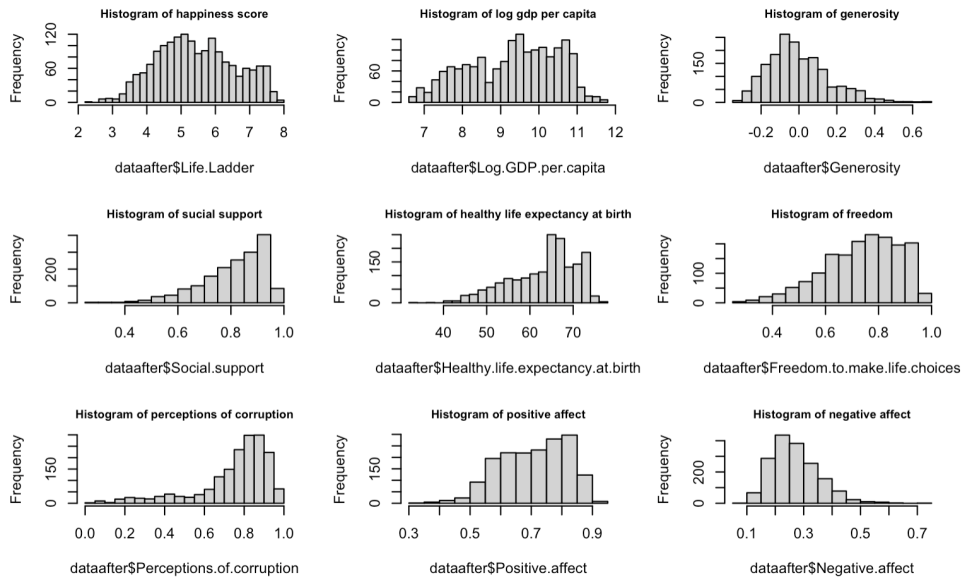 Histogram of happiness score
Frequency
0 60 120
2 3 4 5 6 7 8
dataafter$Life.Ladder
Histogram of log gdp per capita
Frequency
0 60
7 8 9 10 11 12
dataafter$Log.GDP.per.capita
Histogram of generosity
Frequency
0 150
-0.2 0.0 0.2 0.4 0.6
dataafter$Generosity
Histogram of sucial support
Frequency
0 200
0.4 0.6 0.8 1.0
dataafter$Social.support
Histogram of healthy life expectancy at birth
Frequency
0 150
40 50 60 70
dataafter$Healthy.life.expectancy.at.birth
Histogram of freedom
Frequency
0 100
0.4 0.6 0.8 1.0
dataafter$Freedom.to.make.life.choices
Histogram of perceptions of corruption
Frequency
0 150
0.0 0.2 0.4 0.6 0.8 1.0
dataafter$Perceptions.of.corruption
Histogram of positive affect
Frequency
0 150
0.3 0.5 0.7 0.9
dataafter$Positive.affect
Histogram of negative affect
Frequency
0 200
0.1 0.3 0.5 0.7
dataafter$Negative.affect